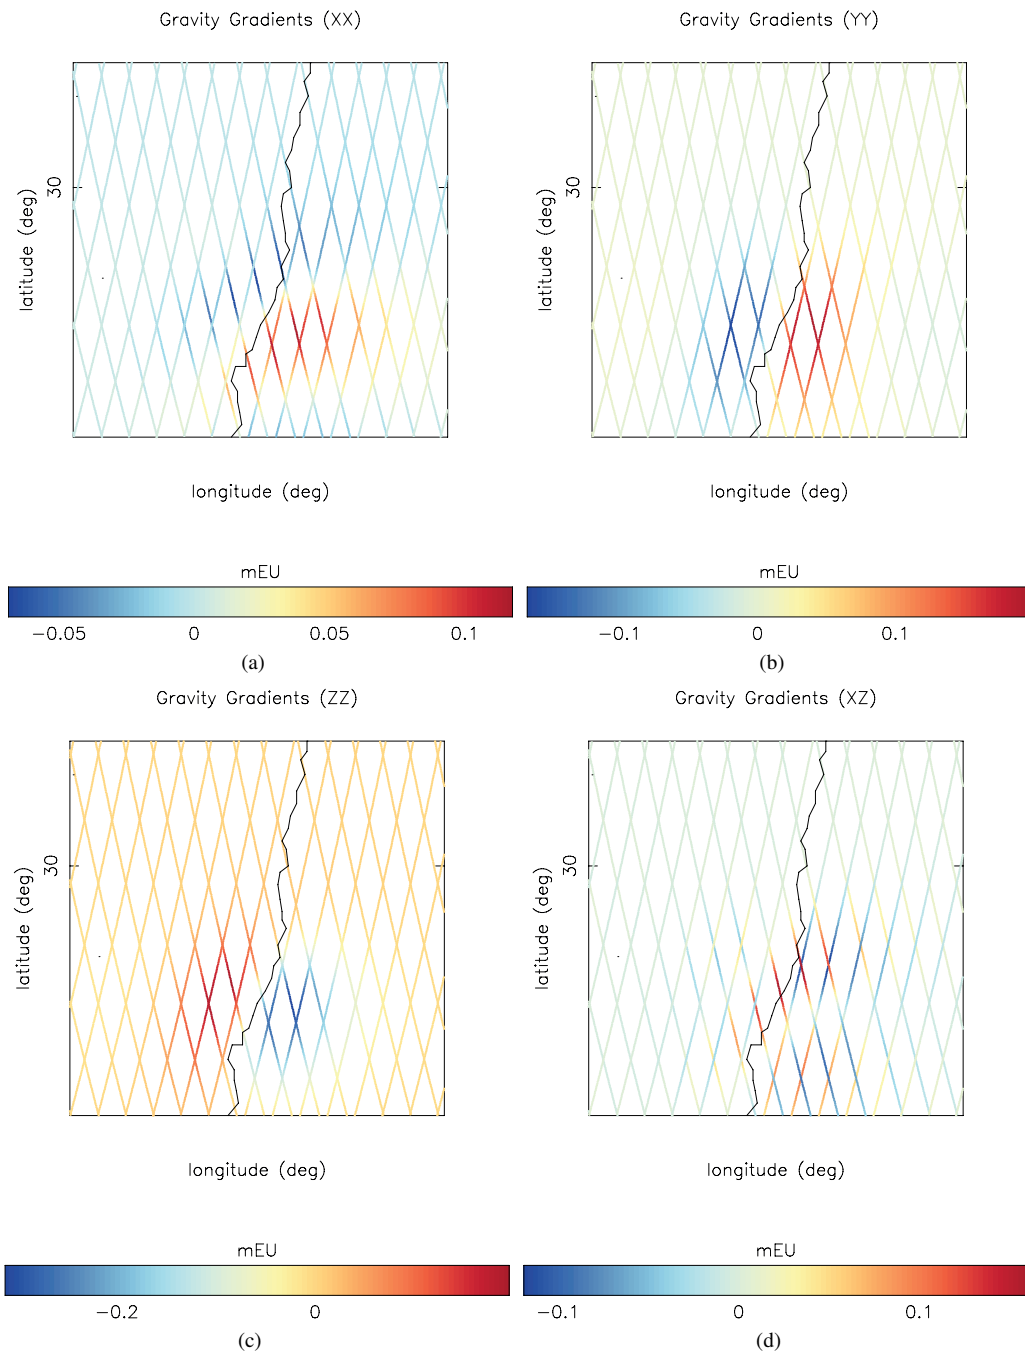 Gravity Gradients (XX) Gravity Gradients (YY)
30 30
latitude (deg) latitude (deg)
longitude (deg) longitude (deg)
mEU mEU
−0.05 0 0.05 0.1 −0.1 0 0.1
(a) (b)
Gravity Gradients (ZZ) Gravity Gradients (XZ)
30 30
latitude (deg) latitude (deg)
longitude (deg) longitude (deg)
mEU mEU
−0.2 0 −0.1 0 0.1
(c) (d)